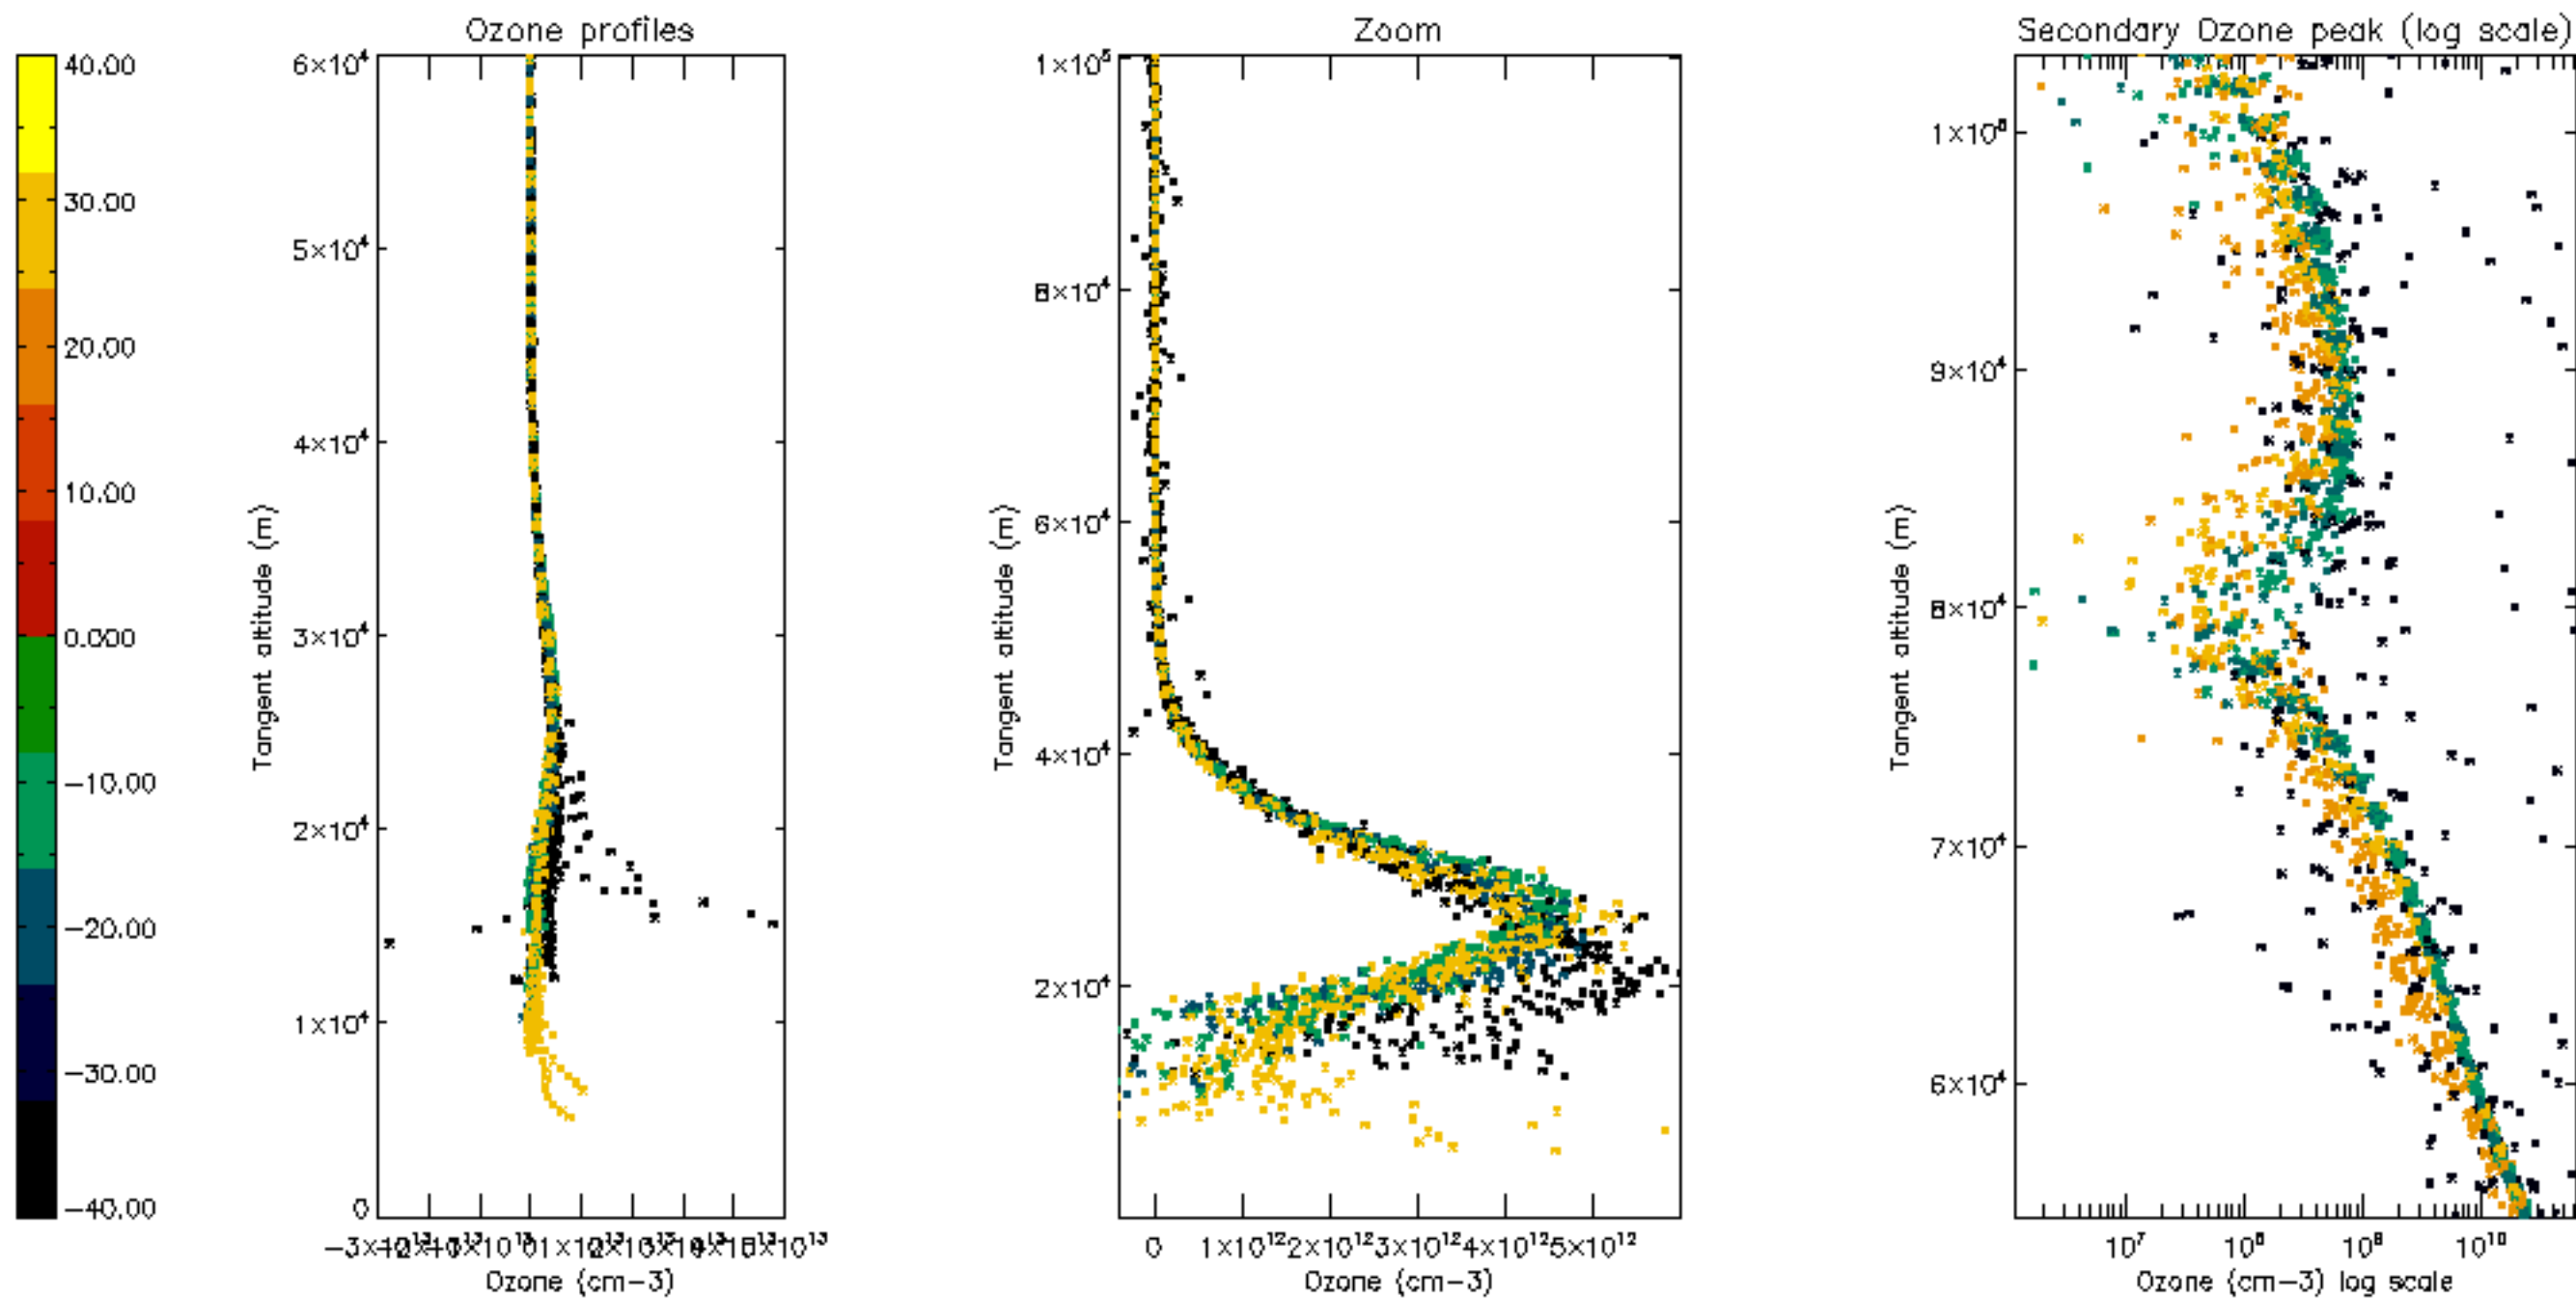 Ozone profiles
Zoom
Secondary Ozone peak (log scale)
40.00
30.00
20.00
10.00
0.00
-10.00
-20.00
-30.00
-40.00
6×10⁴
5×10⁴
4×10⁴
3×10⁴
2×10⁴
1×10⁴
0
Tangent altitude (m)
Ozone (cm-3)
1×10⁵
8×10⁴
6×10⁴
4×10⁴
2×10⁴
Tangent altitude (m)
0 1×10¹² 2×10¹² 3×10¹² 4×10¹² 5×10¹²
Ozone (cm-3)
9×10⁴
8×10⁴
7×10⁴
6×10⁴
Tangent altitude (m)
10⁷ 10⁸ 10⁹ 10¹⁰
Ozone (cm-3) log scale